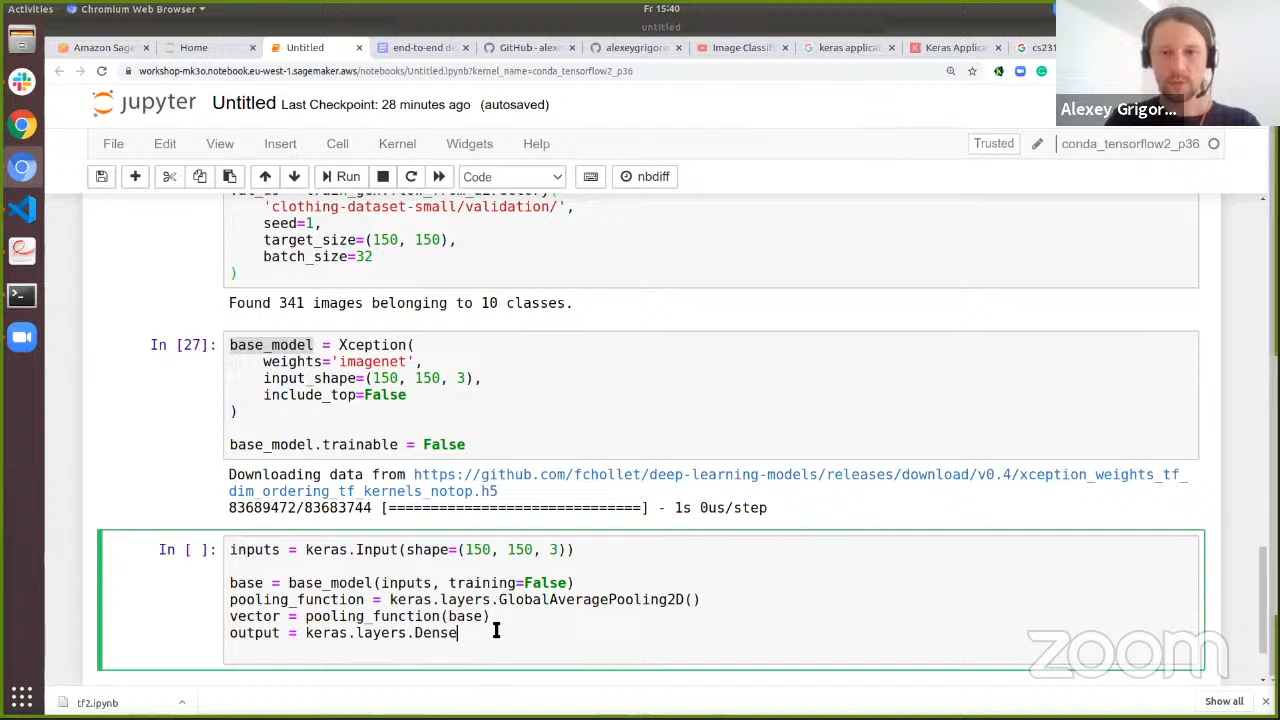 Activities
Chromium Web Browser
Fr 15:40
untitled
Amazon Sage
Home
Untitled
end-to-end de
GitHub - alexe
alexeygrigore
Image Classifi
keras applicat
Keras Applica
cs231
workshop-mk3o.notebook.eu-west-1.sagemaker.aws/notebooks/Untitled.ipynb?kernel_name=conda_tensorflow2_p36
Alexey Grigor...
jupyter Untitled Last Checkpoint: 28 minutes ago (autosaved)
File Edit View Insert Cell Kernel Widgets Help
Trusted
conda_tensorflow2_p36
Run
Code
nbdiff
'clothing-dataset-small/validation/',
seed=1,
target_size=(150, 150),
batch_size=32
)
Found 341 images belonging to 10 classes.
In [27]: base_model = Xception(
weights='imagenet',
input_shape=(150, 150, 3),
include_top=False
)
base_model.trainable = False
Downloading data from https://github.com/fchollet/deep-learning-models/releases/download/v0.4/xception_weights_tf_
dim_ordering_tf_kernels_notop.h5
83689472/83683744 [==============================] - 1s 0us/step
In [ ]: inputs = keras.Input(shape=(150, 150, 3))
base = base_model(inputs, training=False)
pooling_function = keras.layers.GlobalAveragePooling2D()
vector = pooling_function(base)
output = keras.layers.Dense
zoom
tf2.ipynb
Show all